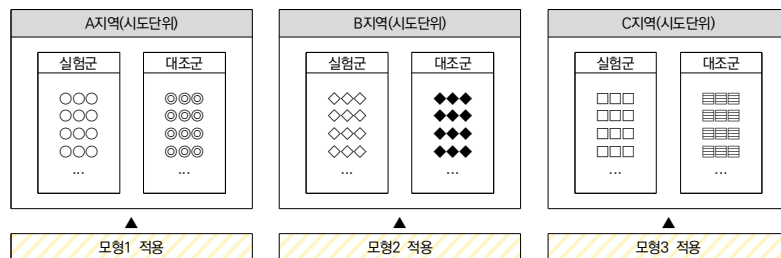 A지역(시도단위)
실험군
대조군
○○○
◎◎◎
○○○
◎◎◎
○○○
◎◎◎
○○○
◎◎◎
...
...
▲
모형1 적용
B지역(시도단위)
실험군
대조군
◇◇◇
◆◆◆
◇◇◇
◆◆◆
◇◇◇
◆◆◆
◇◇◇
◆◆◆
...
...
▲
모형2 적용
C지역(시도단위)
실험군
대조군
□□□
▤▤▤
□□□
▤▤▤
□□□
▤▤▤
□□□
▤▤▤
...
...
▲
모형3 적용